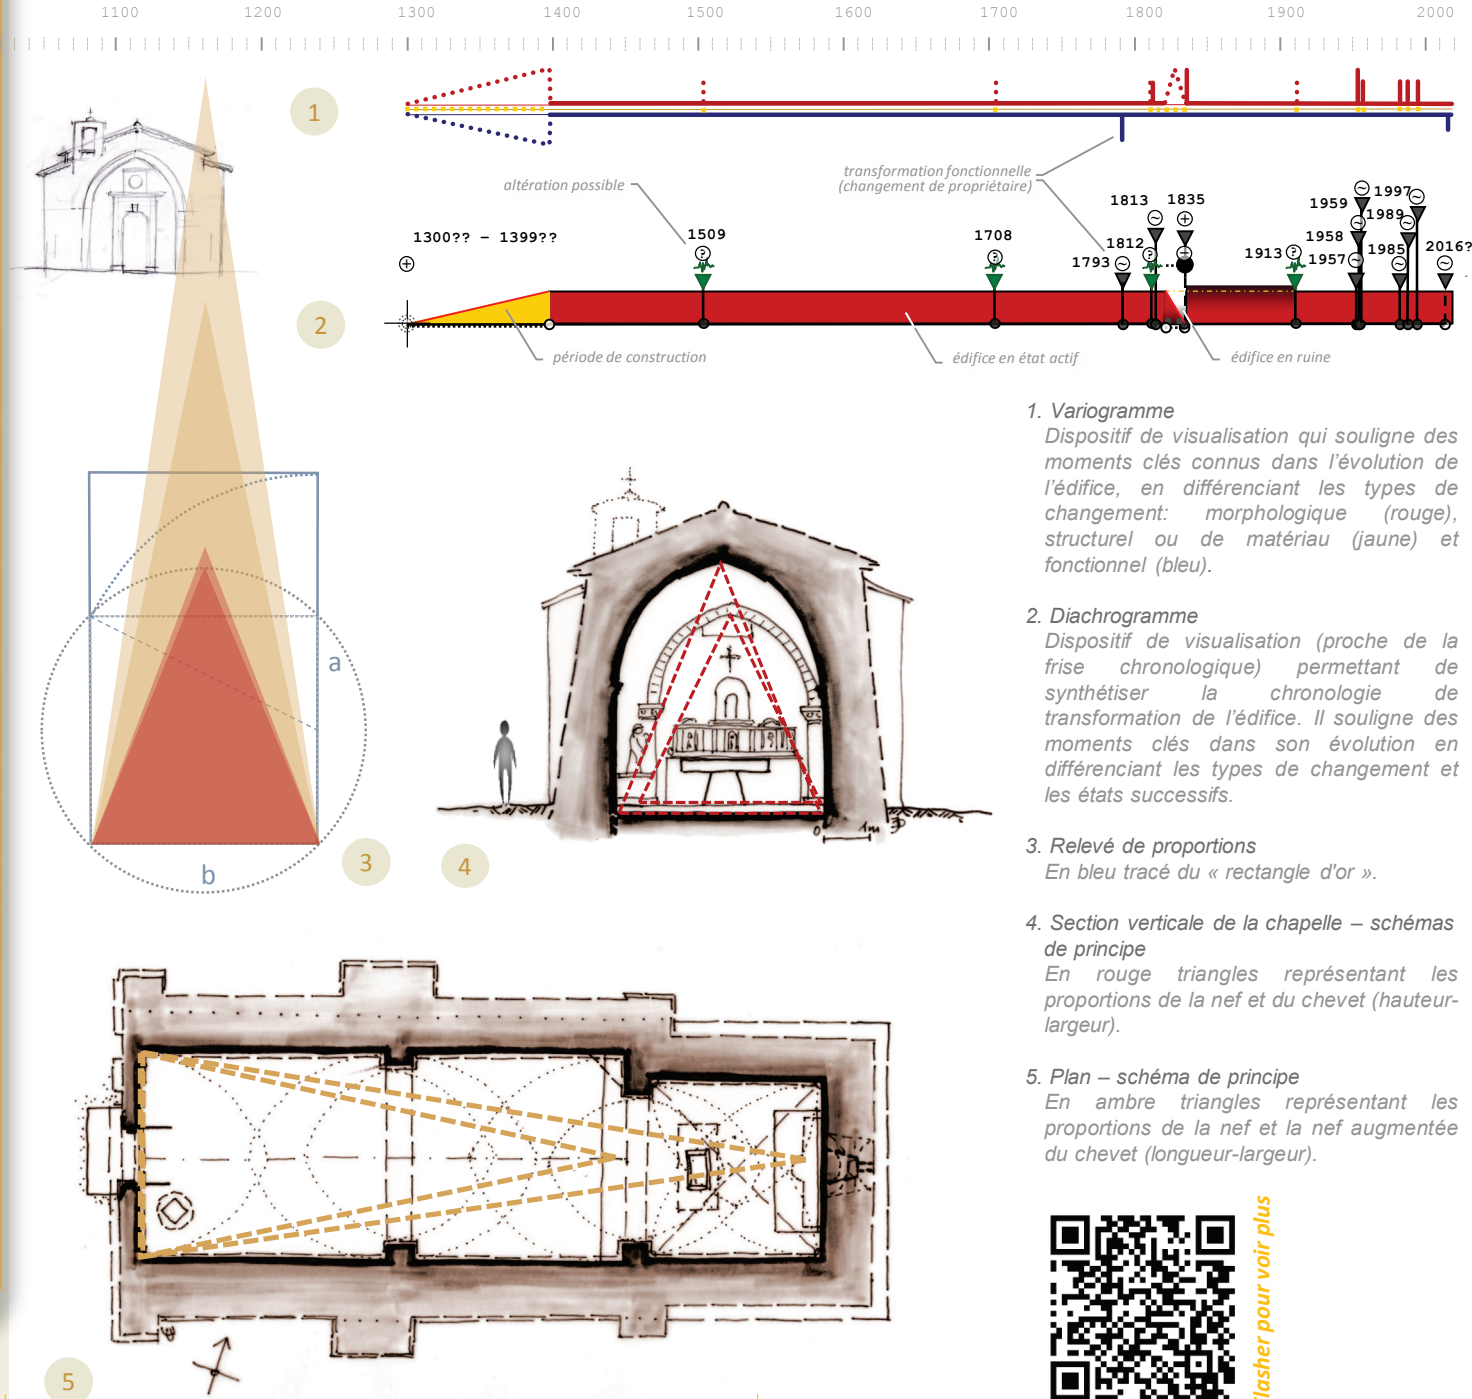 1100 1200 1300 1400 1500 1600 1700 1800 1900 2000
1
transformation fonctionnelle
(changement de propriétaire)
altération possible
1300?? – 1399??
1509
1708
1793
1812
1813
1835
1913
1957
1958
1959
1985
1989
1997
2016?
2
période de construction
édifice en état actif
édifice en ruine
a
b
3
4
0 1m
5
1. Variogramme
Dispositif de visualisation qui souligne des
moments clés connus dans l'évolution de
l'édifice, en différenciant les types de
changement: morphologique (rouge),
structurel ou de matériau (jaune) et
fonctionnel (bleu).
2. Diachrogramme
Dispositif de visualisation (proche de la
frise chronologique) permettant de
synthétiser la chronologie de
transformation de l'édifice. Il souligne des
moments clés dans son évolution en
différenciant les types de changement et
les états successifs.
3. Relevé de proportions
En bleu tracé du « rectangle d'or ».
4. Section verticale de la chapelle – schémas
de principe
En rouge triangles représentant les
proportions de la nef et du chevet (hauteur-
largeur).
5. Plan – schéma de principe
En ambre triangles représentant les
proportions de la nef et la nef augmentée
du chevet (longueur-largeur).
lasher pour voir plus